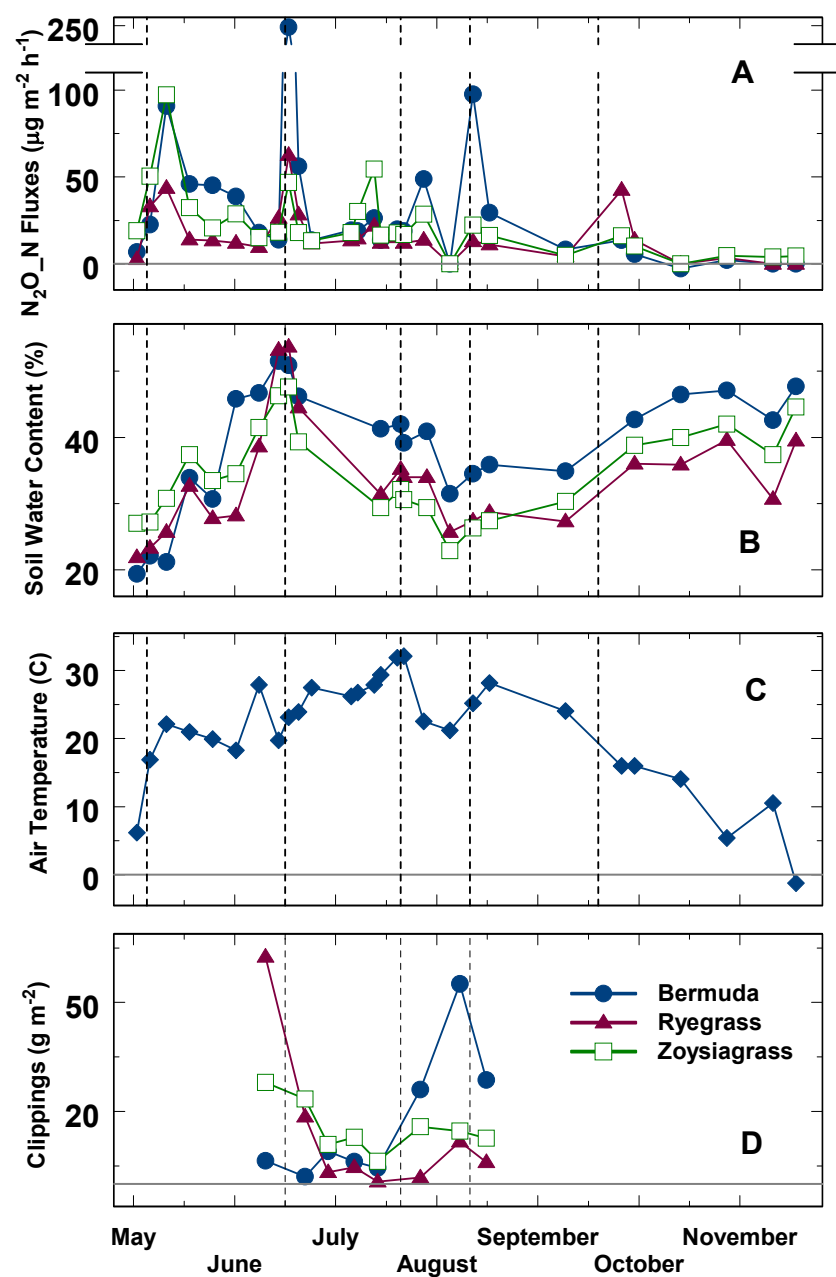 250
A
100
50
0
N₂O_N Fluxes (µg m⁻² h⁻¹)
40
20
Soil Water Content (%)
B
30
20
10
0
Air Temperature (C)
C
50
20
Clippings (g m⁻²)
Bermuda
Ryegrass
Zoysiagrass
D
May July September November
June August October